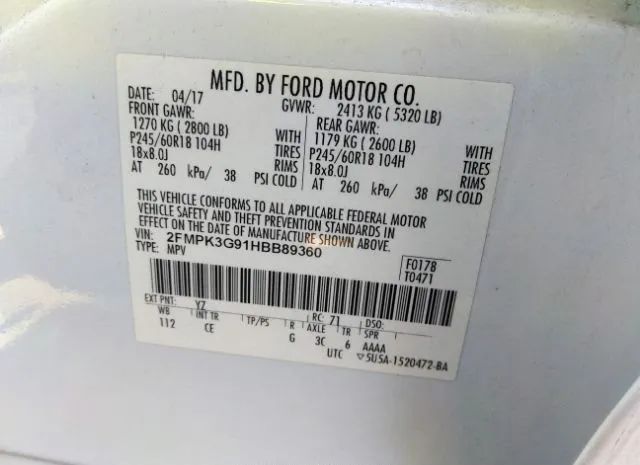 MFD. BY FORD MOTOR CO.
DATE: 04/17 GVWR: 2413 KG ( 5320 LB)
FRONT GAWR: REAR GAWR:
1270 KG ( 2800 LB) WITH 1179 KG ( 2600 LB) WITH
P245/60R18 104H TIRES P245/60R18 104H TIRES
18x8.0J RIMS 18x8.0J RIMS
AT 260 kPa/ 38 PSI COLD AT 260 kPa/ 38 PSI COLD
THIS VEHICLE CONFORMS TO ALL APPLICABLE FEDERAL MOTOR
VEHICLE SAFETY AND THEFT PREVENTION STANDARDS IN
EFFECT ON THE DATE OF MANUFACTURE SHOWN ABOVE.
VIN: 2FMPK3G91HBB89360
TYPE: MPV
F0178
T0471
EXT PNT: YZ RC: 71 DSO:
WB INT TR TP/PS R AXLE TR SPR
112 CE G 3C 6 AAAA
UTC ▽5U5A-1520472-BA